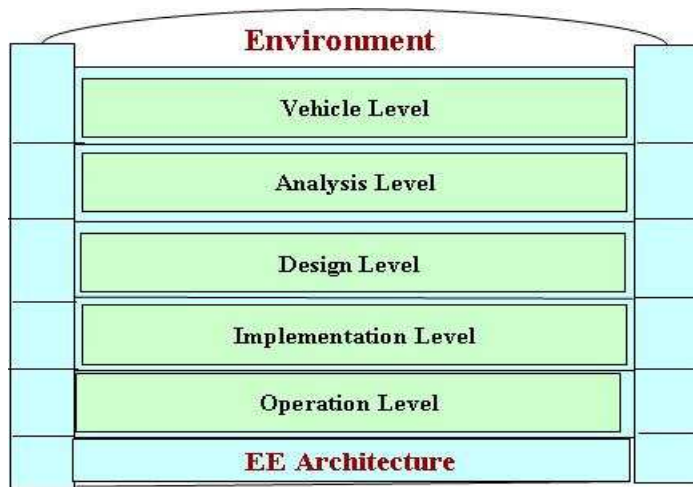 Environment
Vehicle Level
Analysis Level
Design Level
Implementation Level
Operation Level
EE Architecture